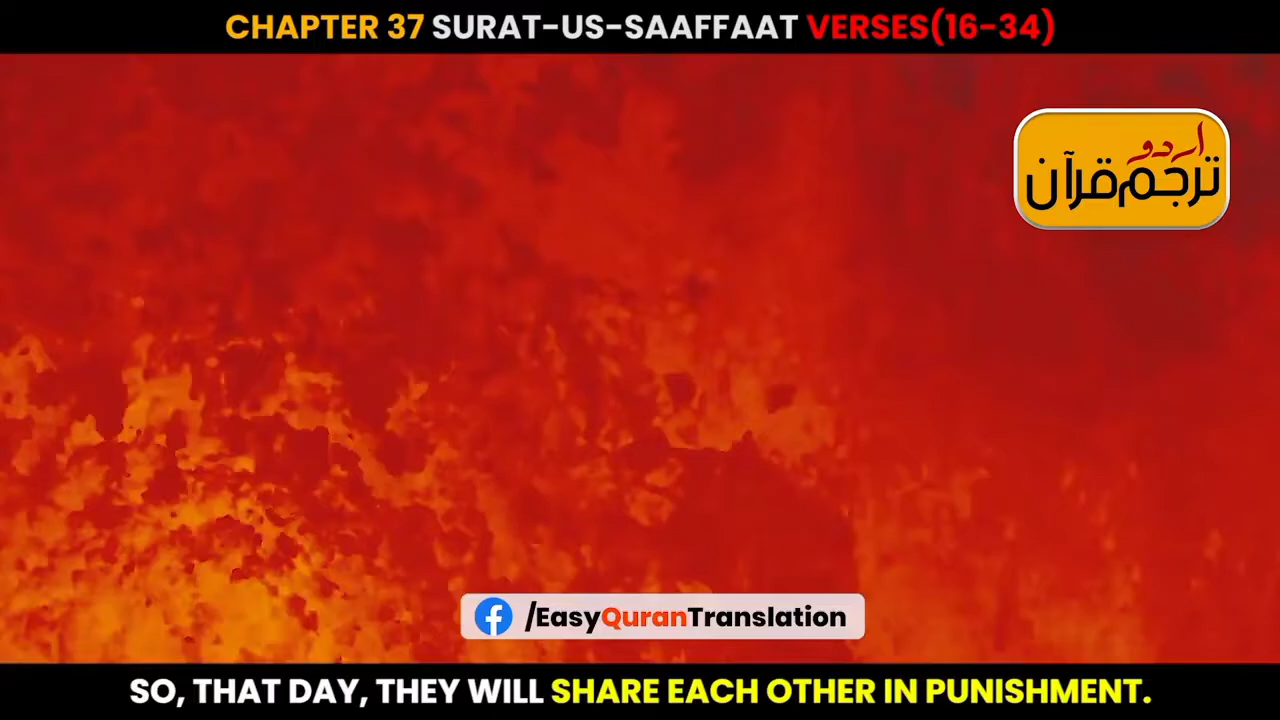 CHAPTER 37 SURAT-US-SAAFFAAT VERSES(16-34)
اردو
ترجم قرآن
/EasyQuranTranslation
SO, THAT DAY, THEY WILL SHARE EACH OTHER IN PUNISHMENT.